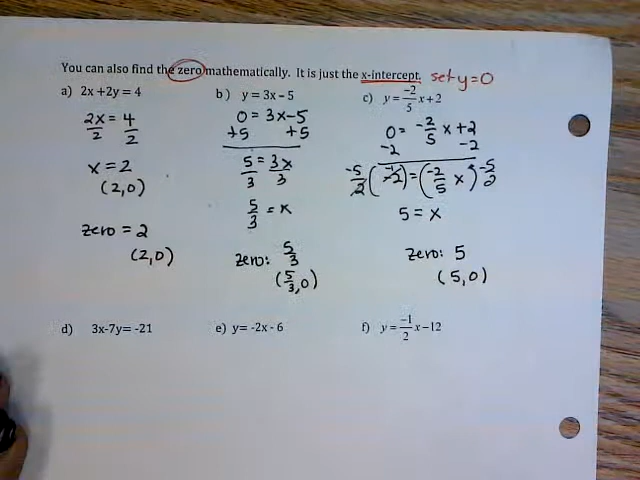 You can also find the zero mathematically. It is just the x-intercept. set y=0
a) 2x +2y = 4
2x = 4
2 2
x = 2
(2,0)
zero = 2
(2,0)
b ) y = 3x - 5
0 = 3x-5
+5 +5
5 = 3x
3 3
5/3 = x
zero: 5/3
(5/3,0)
c) y = -2/5 x + 2
0 = -2/5 x + 2
-2 -2
-5/2 (-2) = (-2/5 x) -5/2
5 = x
zero: 5
(5,0)
d) 3x-7y= -21
e) y= -2x - 6
f) y = -1/2 x - 12